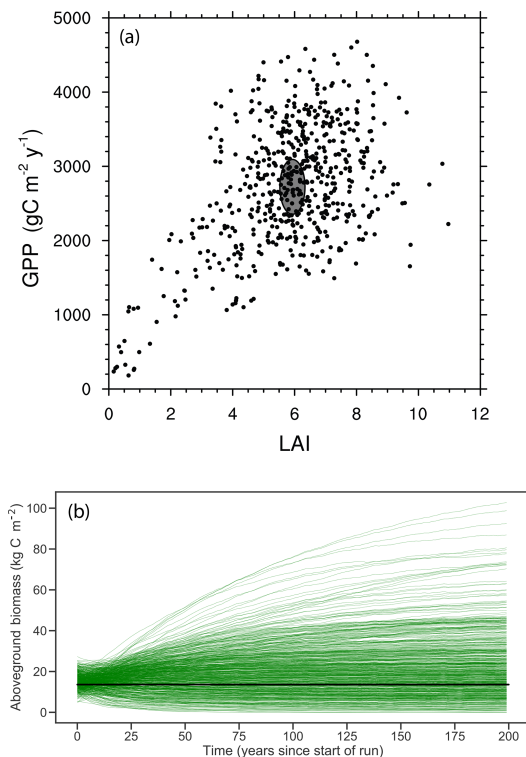 (a)
5000
4000
3000
2000
1000
0
GPP (gC m-2 y-1)
0 2 4 6 8 10 12
LAI
(b)
100
80
60
40
20
0
Aboveground biomass (kg C m-2)
0 25 50 75 100 125 150 175 200
Time (years since start of run)